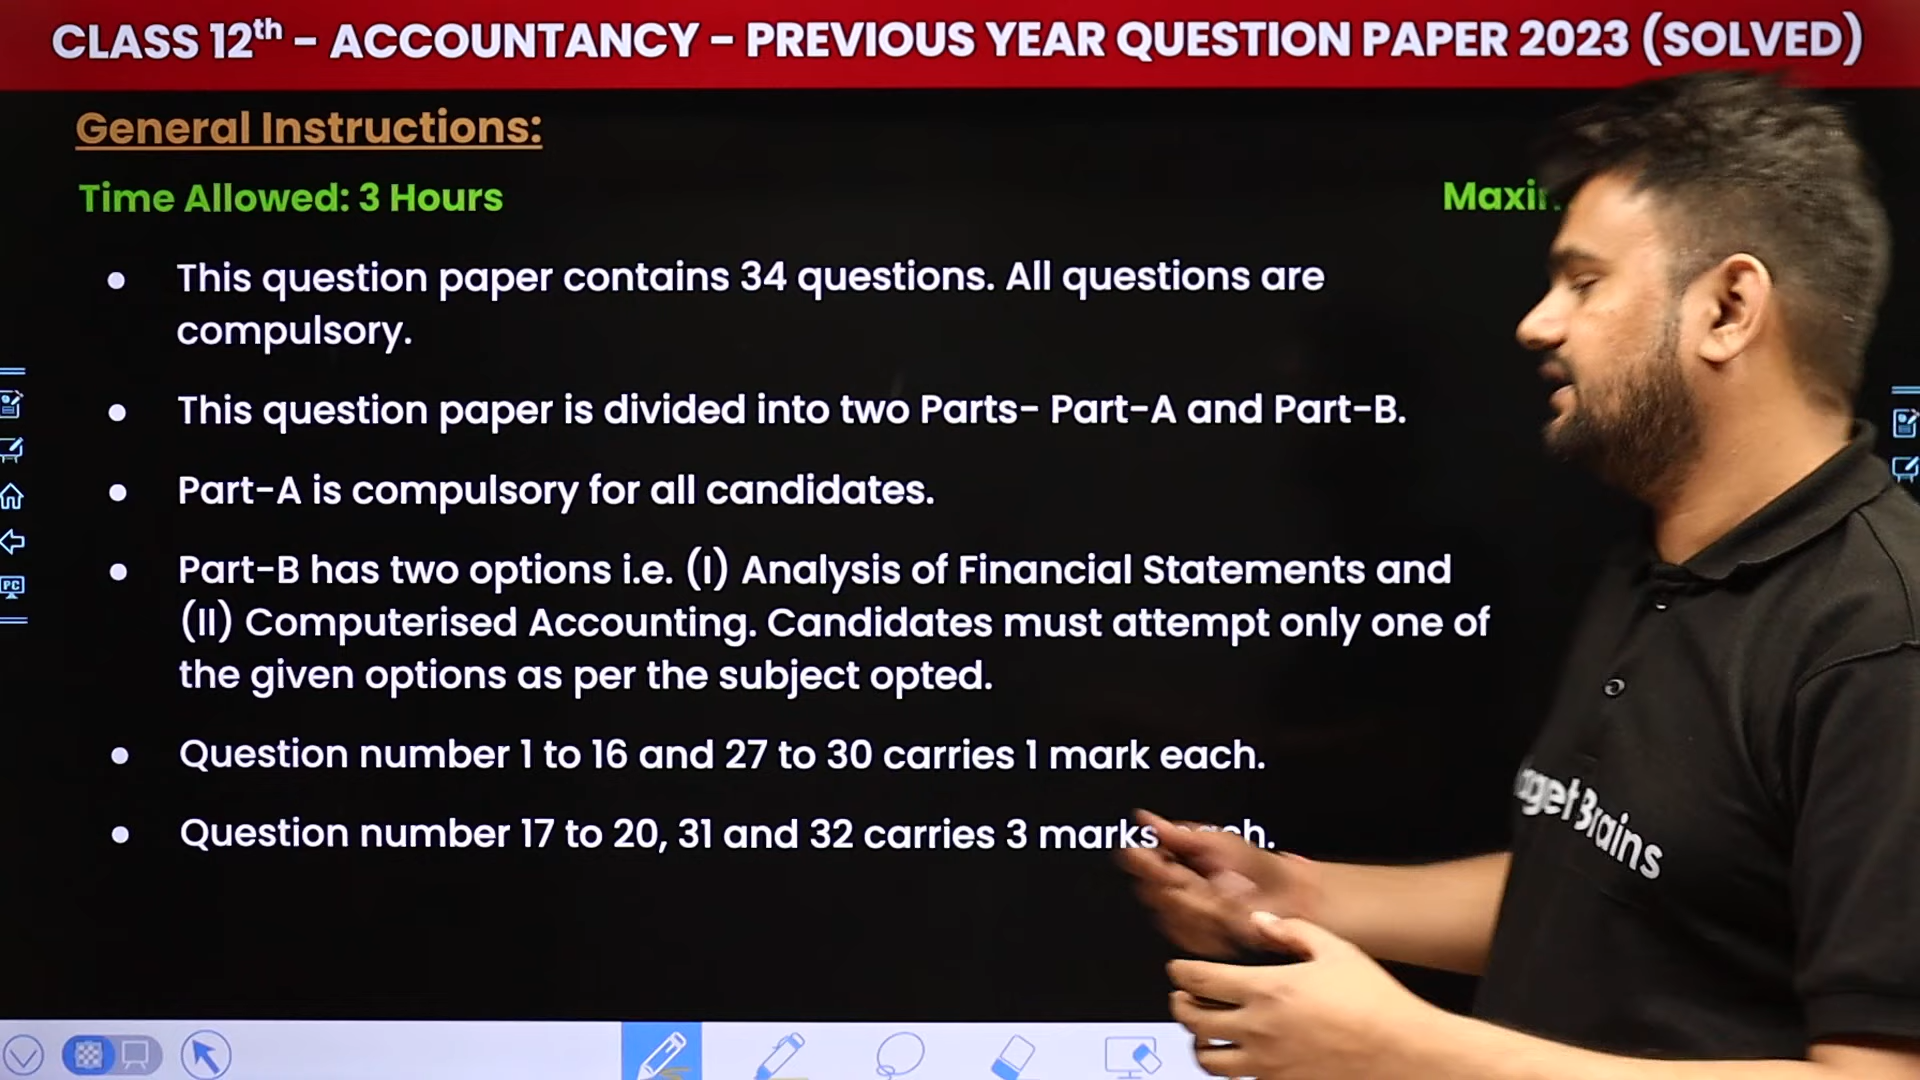 CLASS 12th - ACCOUNTANCY - PREVIOUS YEAR QUESTION PAPER 2023 (SOLVED)
General Instructions:
Time Allowed: 3 Hours
● This question paper contains 34 questions. All questions are
compulsory.
● This question paper is divided into two Parts- Part-A and Part-B.
● Part-A is compulsory for all candidates.
● Part-B has two options i.e. (I) Analysis of Financial Statements and
(II) Computerised Accounting. Candidates must attempt only one of
the given options as per the subject opted.
● Question number 1 to 16 and 27 to 30 carries 1 mark each.
● Question number 17 to 20, 31 and 32 carries 3 marks
Brains
PC